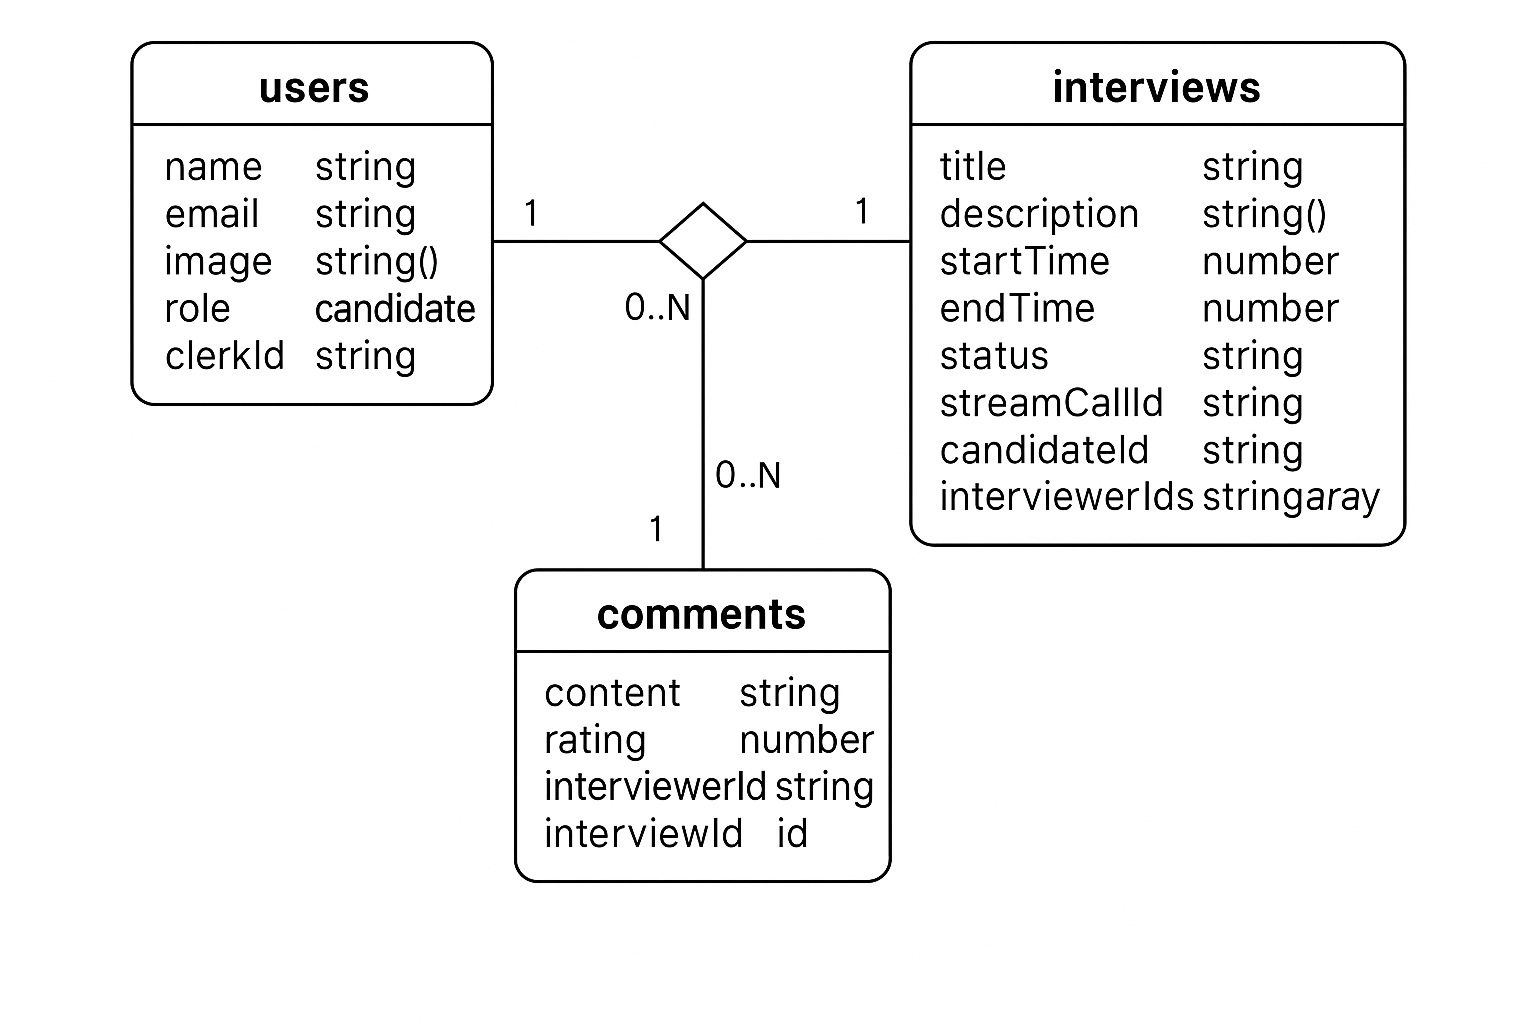 users
name string
email string
image string()
role candidate
clerkId string
1
1
0..N
0..N
1
interviews
title string
description string()
startTime number
endTime number
status string
streamCallId string
candidateId string
interviewerIds stringaray
comments
content string
rating number
interviewerId string
interviewId id